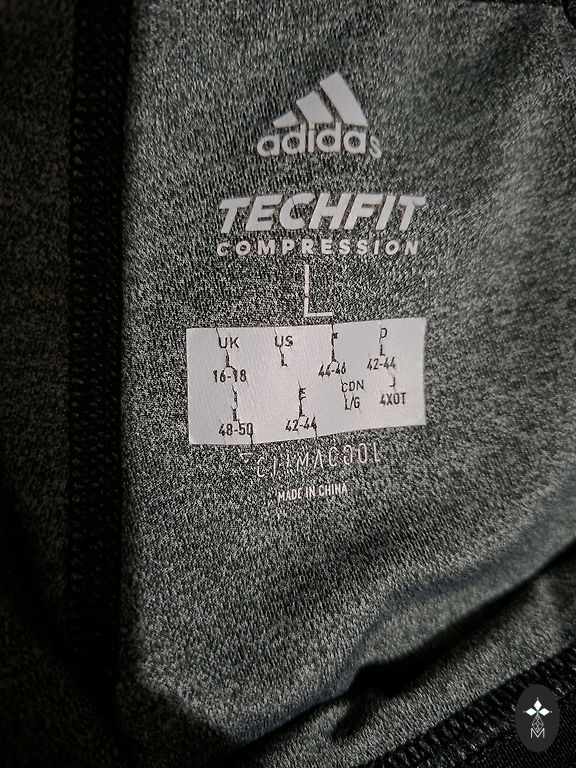 adidas
TECHFIT
COMPRESSION
L
UK US F D
L L L L
16-18 44-46 42-44
I E CDN J
L L L/G 4XOT
48-50 42-44
CLIMACOOL
MADE IN CHINA
M